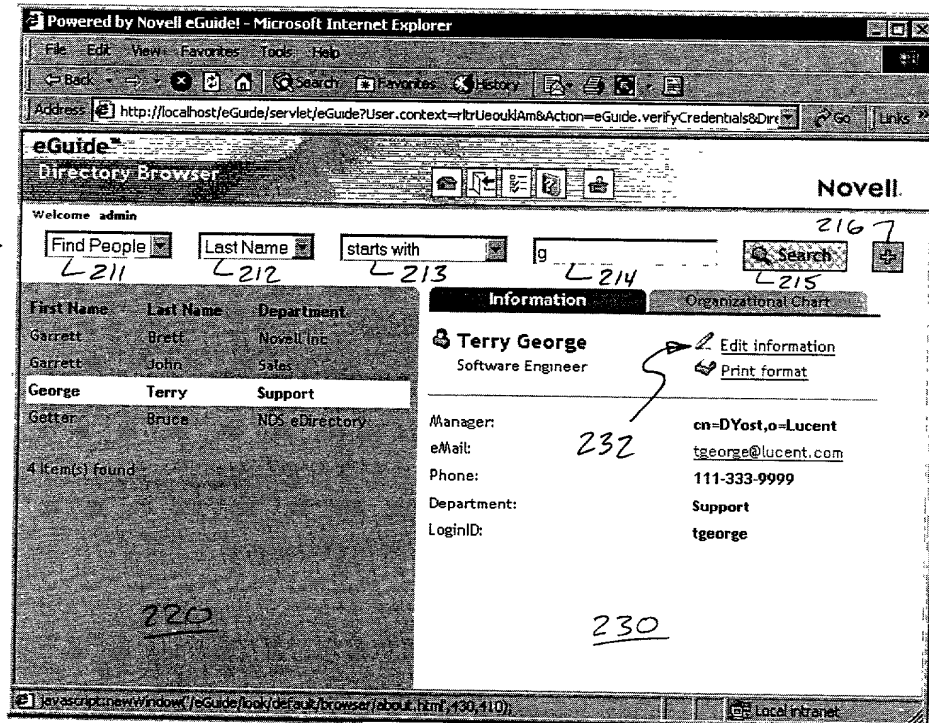 Powered by Novell eGuide! - Microsoft Internet Explorer
File Edit View Favorites Tools Help
Back Search Favorites History
Address http://localhost/eGuide/servlet/eGuide?User.context=rltrUeouklAm&Action=eGuide.verifyCredentials&Dire Go Links »
eGuide™
Directory Browser
Novell.
Welcome admin
216
Find People Last Name starts with g Search
211 212 213 214 215
First Name Last Name Department
Garrett Brett Novell Inc
Garrett John Sales
George Terry Support
Getter Bruce NDS eDirectory
4 item(s) found
220
Information Organizational Chart
Terry George
Software Engineer
Edit information
Print format
232
Manager: cn=DYost,o=Lucent
eMail: tgeorge@lucent.com
Phone: 111-333-9999
Department: Support
LoginID: tgeorge
230
javascript:newWindow('/eGuide/look/default/browser/about.html',430,410); Local intranet